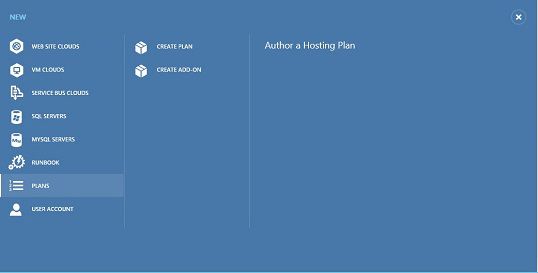 NEW
WEB SITE CLOUDS
VM CLOUDS
SERVICE BUS CLOUDS
SQL SERVERS
MYSQL SERVERS
RUNBOOK
PLANS
USER ACCOUNT
CREATE PLAN
CREATE ADD-ON
Author a Hosting Plan